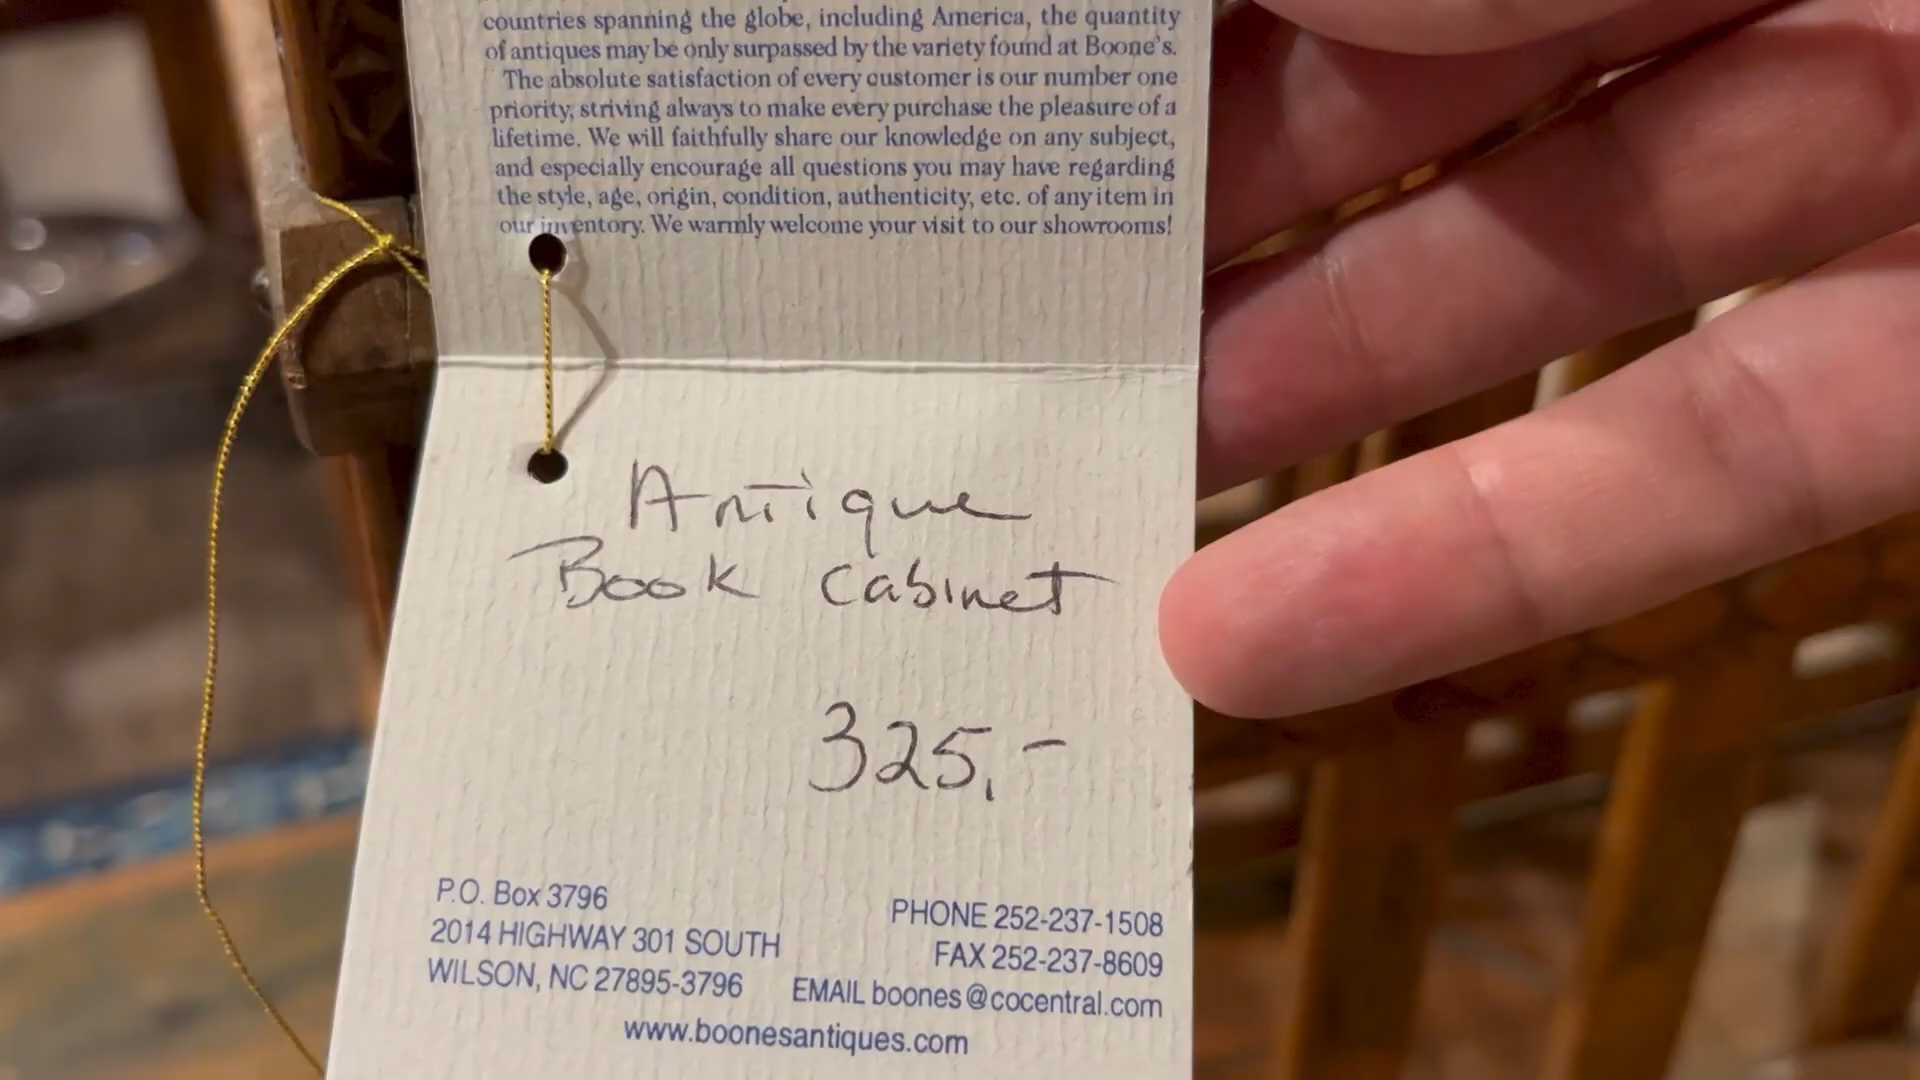 countries spanning the globe, including America, the quantity
of antiques may be only surpassed by the variety found at Boone's.
The absolute satisfaction of every customer is our number one
priority, striving always to make every purchase the pleasure of a
lifetime. We will faithfully share our knowledge on any subject,
and especially encourage all questions you may have regarding
the style, age, origin, condition, authenticity, etc. of any item in
our inventory. We warmly welcome your visit to our showrooms!
Antique
Book Cabinet
325,-
P.O. Box 3796
2014 HIGHWAY 301 SOUTH
WILSON, NC 27895-3796
PHONE 252-237-1508
FAX 252-237-8609
EMAIL boones@cocentral.com
www.boonesantiques.com